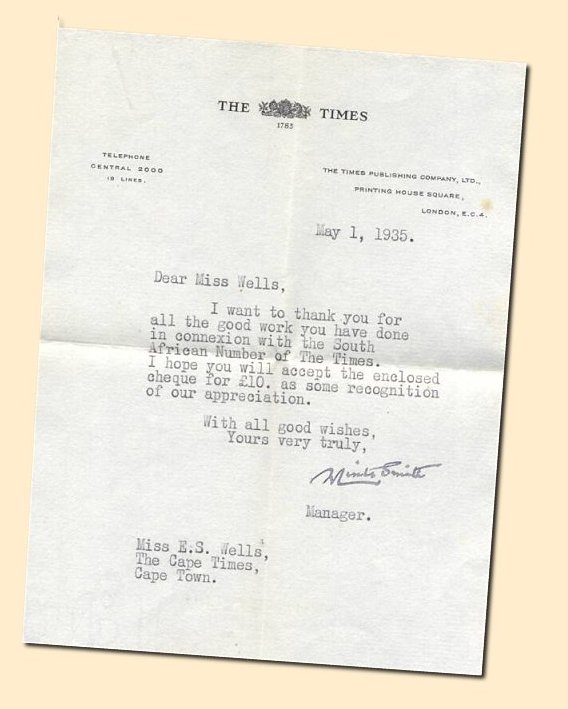 THE TIMES
1785
TELEPHONE
CENTRAL 2000
19 LINES.
THE TIMES PUBLISHING COMPANY, LTD.,
PRINTING HOUSE SQUARE,
LONDON, E.C.4.
May 1, 1935.
Dear Miss Wells,
I want to thank you for
all the good work you have done
in connexion with the South
African Number of The Times.
I hope you will accept the enclosed
cheque for £10. as some recognition
of our appreciation.
With all good wishes,
Yours very truly,
Manager.
Miss E.S. Wells,
The Cape Times,
Cape Town.